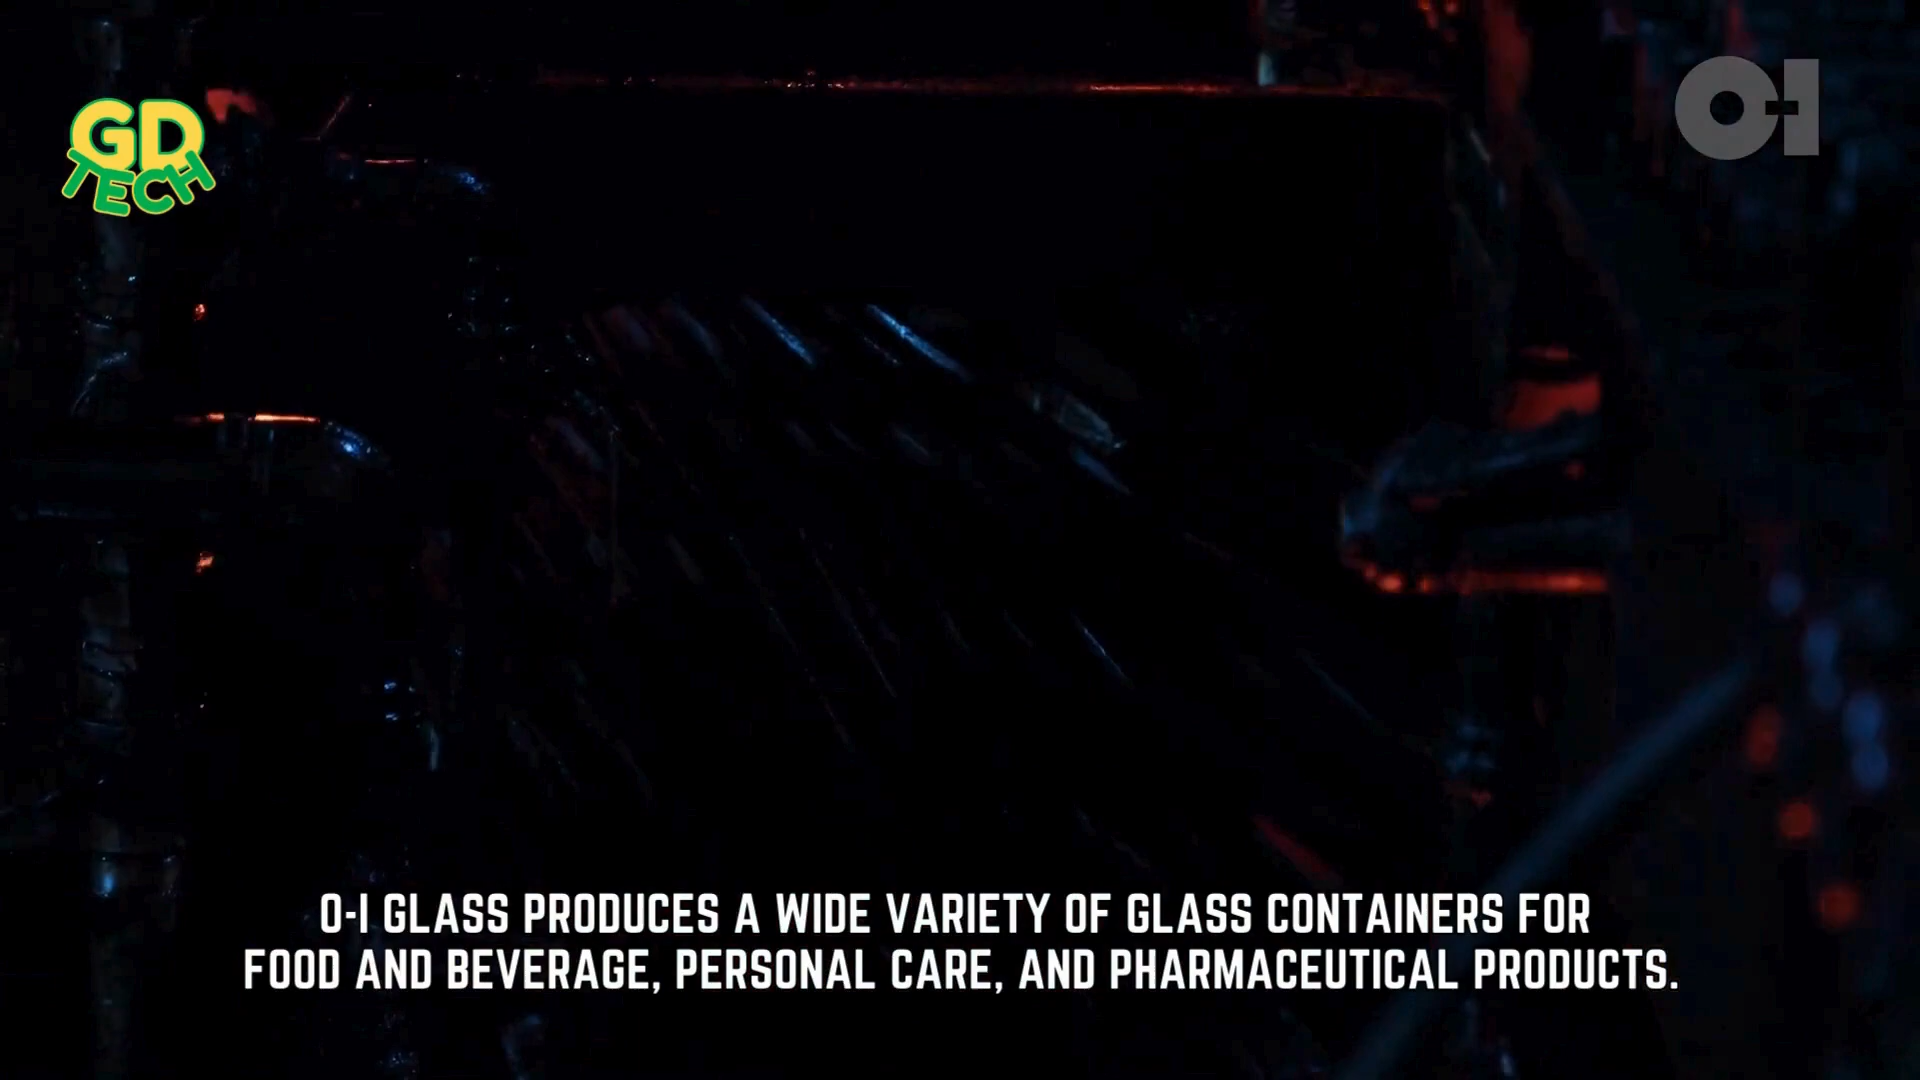 GD
TECH
O-I
O-I GLASS PRODUCES A WIDE VARIETY OF GLASS CONTAINERS FOR
FOOD AND BEVERAGE, PERSONAL CARE, AND PHARMACEUTICAL PRODUCTS.